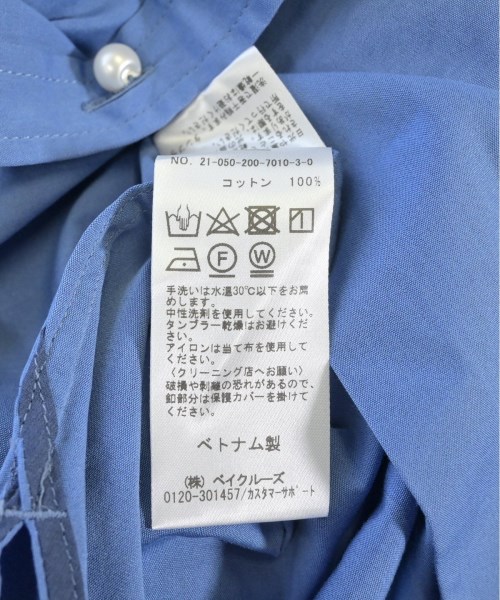 NO. 21-050-200-7010-3-0
コットン 100%
F W
手洗いは水温30℃以下をお薦
めします。
中性洗剤を使用してください。
タンブラー乾燥はお避けくださ
い。
アイロンは当て布を使用して
ください。
〈クリーニング店へお願い〉
破損や剥離の恐れがあるので、
釦部分は保護カバーを掛けて
ください。
ベトナム製
(株) ベイクルーズ
0120-301457/カスタマーサポート